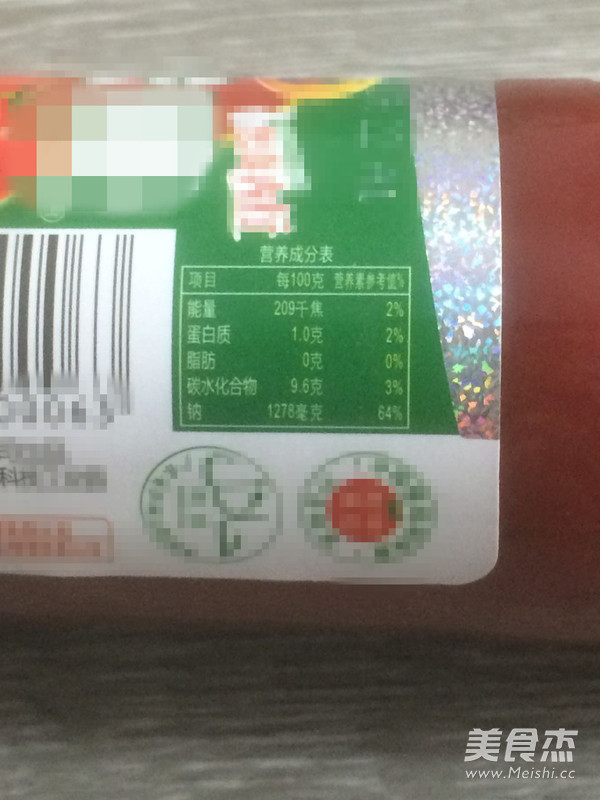 营养成分表
项目 每100克 营养素参考值%
能量 209千焦 2%
蛋白质 1.0克 2%
脂肪 0克 0%
碳水化合物 9.6克 3%
钠 1278毫克 64%
美食杰
www.Meishi.cc